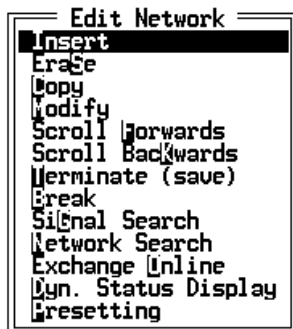 Edit Network
Insert
EraSe
Copy
Modify
Scroll Forwards
Scroll BacKwards
Terminate (save)
Break
SiGnal Search
Network Search
Exchange Online
Dyn. Status Display
Presetting